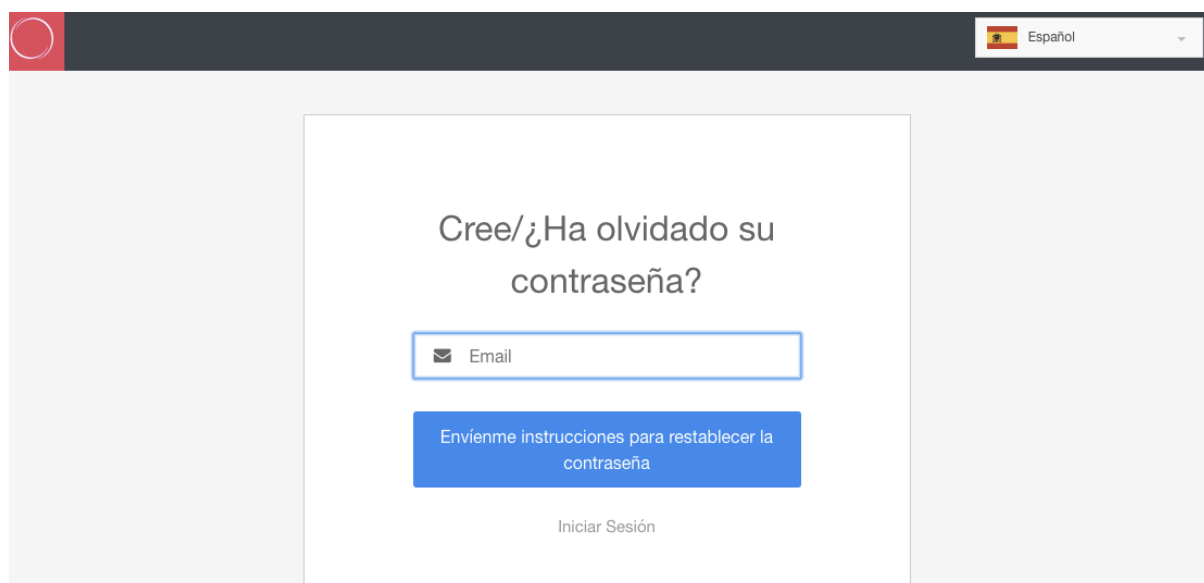 Español
Cree/¿Ha olvidado su
contraseña?
Email
Envíenme instrucciones para restablecer la
contraseña
Iniciar Sesión